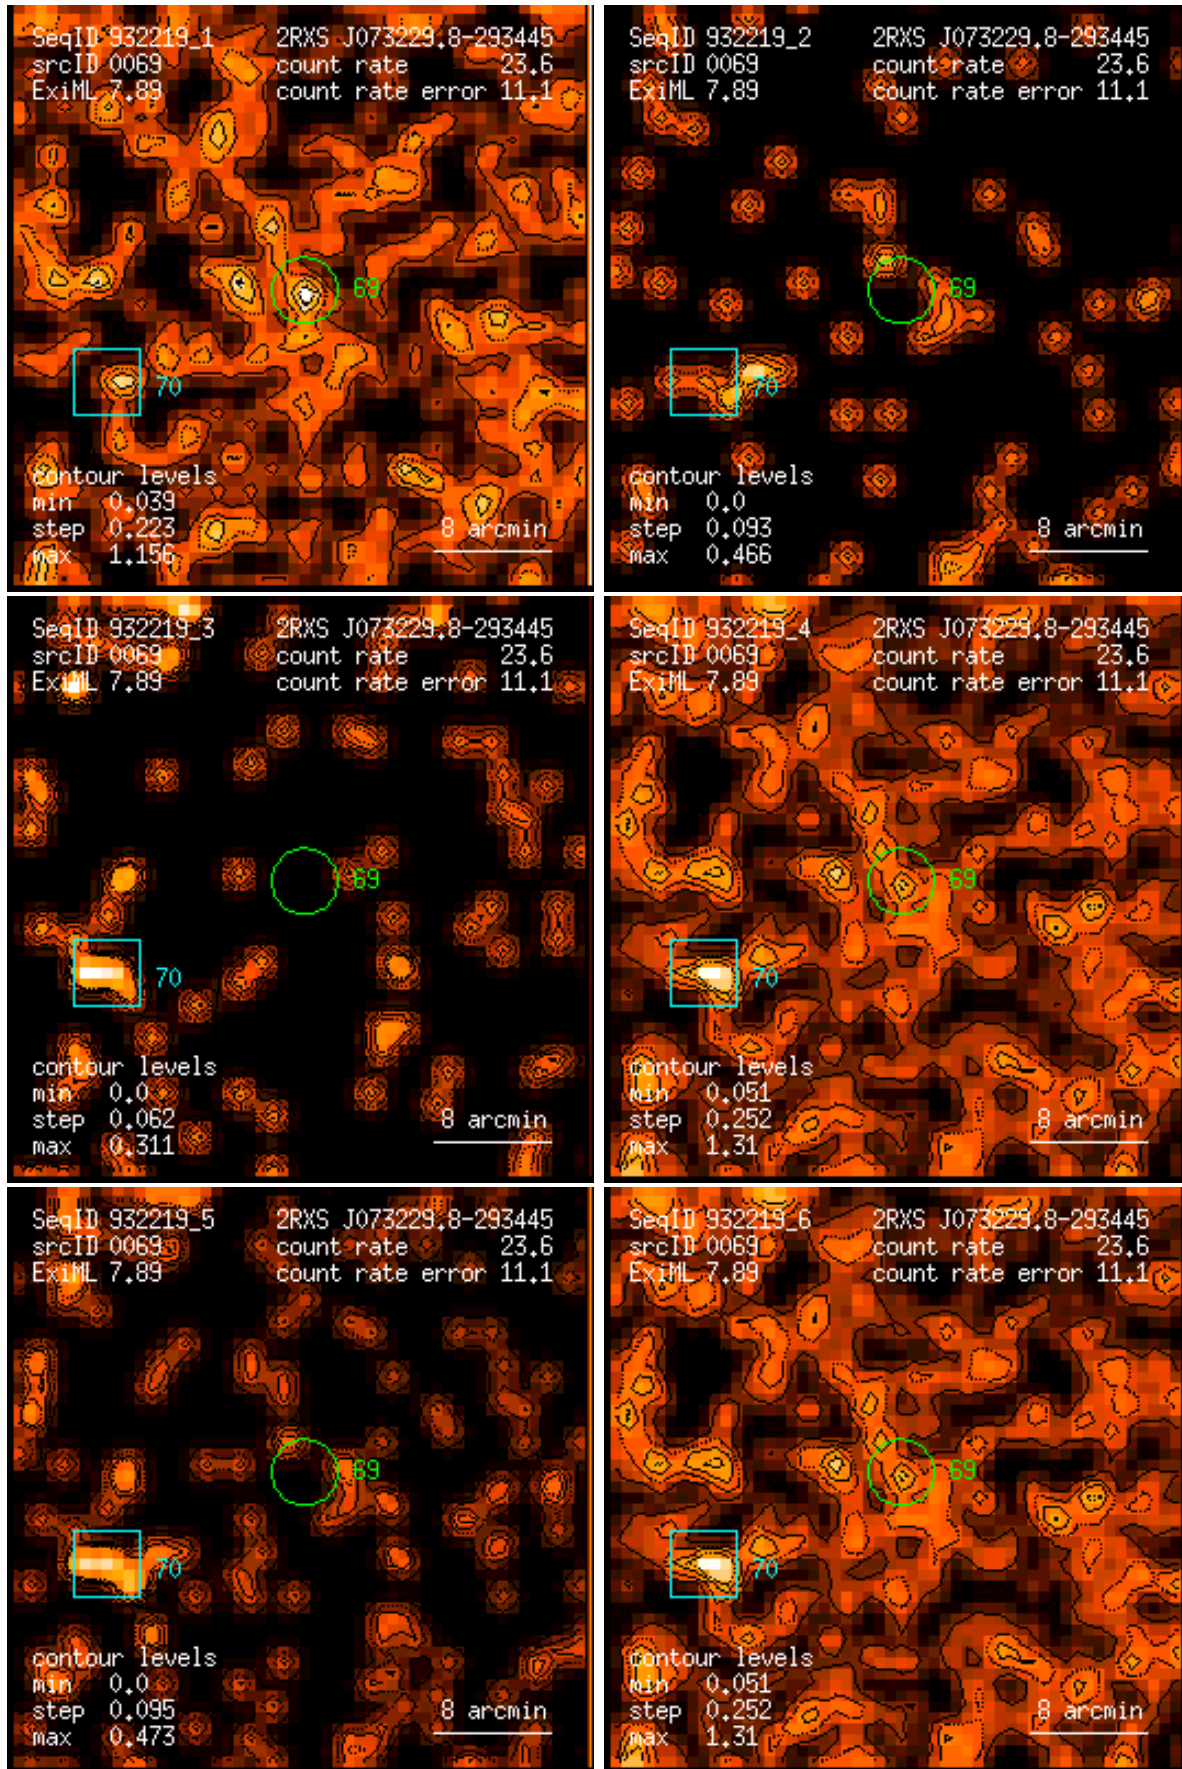 SeqID 932219_1 2RXS J073229.8-293445
srcID 0069 count rate 23.6
ExiML 7.89 count rate error 11.1
69
70
contour levels
min 0.039
step 0.223
max 1.156
8 arcmin
SeqID 932219_2 2RXS J073229.8-293445
srcID 0069 count rate 23.6
ExiML 7.89 count rate error 11.1
69
70
contour levels
min 0.0
step 0.093
max 0.466
8 arcmin
SeqID 932219_3 2RXS J073229.8-293445
srcID 0069 count rate 23.6
ExiML 7.89 count rate error 11.1
69
70
contour levels
min 0.0
step 0.062
max 0.311
8 arcmin
SeqID 932219_4 2RXS J073229.8-293445
srcID 0069 count rate 23.6
ExiML 7.89 count rate error 11.1
69
70
contour levels
min 0.051
step 0.252
max 1.31
8 arcmin
SeqID 932219_5 2RXS J073229.8-293445
srcID 0069 count rate 23.6
ExiML 7.89 count rate error 11.1
69
70
contour levels
min 0.0
step 0.095
max 0.473
8 arcmin
SeqID 932219_6 2RXS J073229.8-293445
srcID 0069 count rate 23.6
ExiML 7.89 count rate error 11.1
69
70
contour levels
min 0.051
step 0.252
max 1.31
8 arcmin